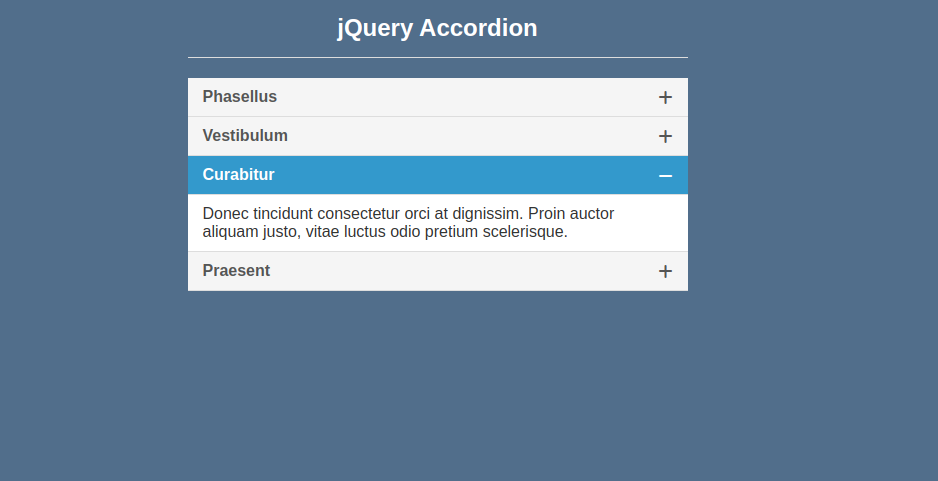 jQuery Accordion
Phasellus
Vestibulum
Curabitur
Donec tincidunt consectetur orci at dignissim. Proin auctor
aliquam justo, vitae luctus odio pretium scelerisque.
Praesent